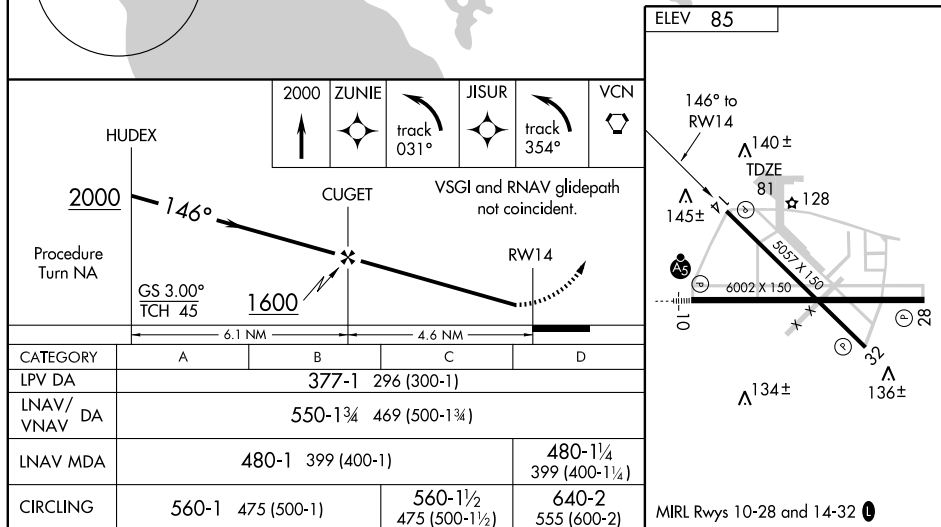 ELEV 85
2000
ZUNIE
track
031°
JISUR
track
354°
VCN
HUDEX
2000
146°
CUGET
VSGI and RNAV glidepath
not coincident.
Procedure
Turn NA
RW14
GS 3.00°
TCH 45
1600
6.1 NM
4.6 NM
CATEGORY A B C D
LPV DA 377-1 296 (300-1)
LNAV/
VNAV DA 550-1¾ 469 (500-1¾)
LNAV MDA 480-1 399 (400-1) 480-1¼
399 (400-1¼)
CIRCLING 560-1 475 (500-1) 560-1½
475 (500-1½) 640-2
555 (600-2)
146° to
RW14
140±
TDZE
81
128
145±
14
P
5057 X 150
A5
P
6002 X 150
10
28
P
P
32
134±
136±
MIRL Rwys 10-28 and 14-32 L